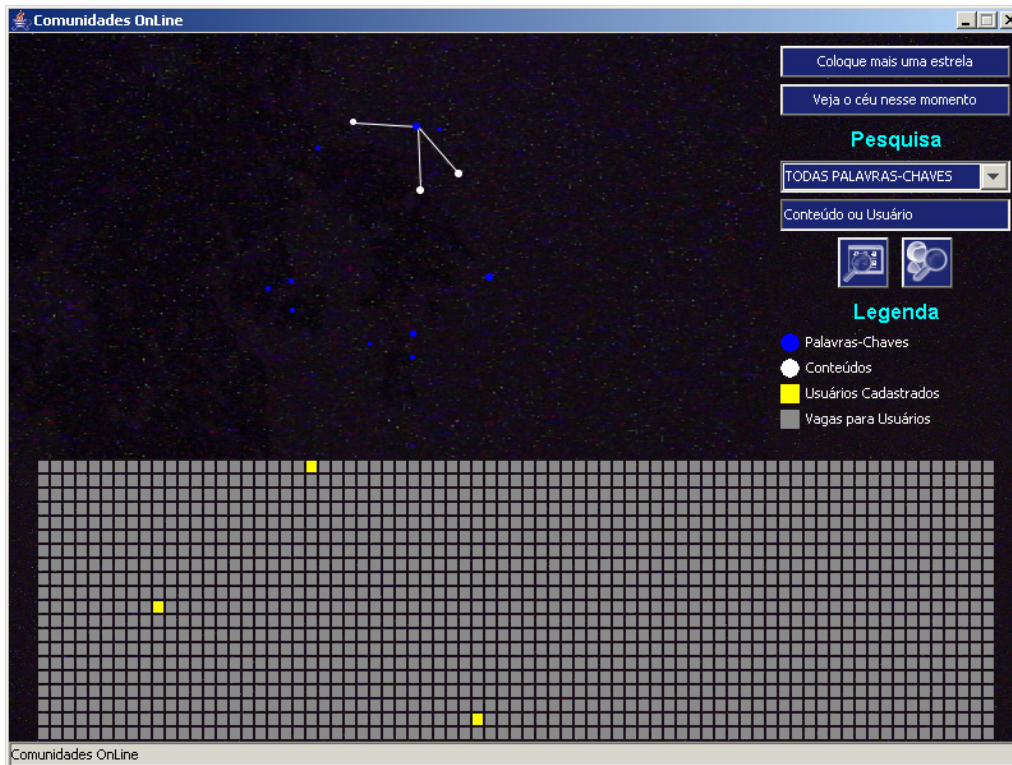 Comunidades OnLine
Coloque mais uma estrela
Veja o céu nesse momento
Pesquisa
TODAS PALAVRAS-CHAVES
Conteúdo ou Usuário
Legenda
Palavras-Chaves
Conteúdos
Usuários Cadastrados
Vagas para Usuários
Comunidades OnLine